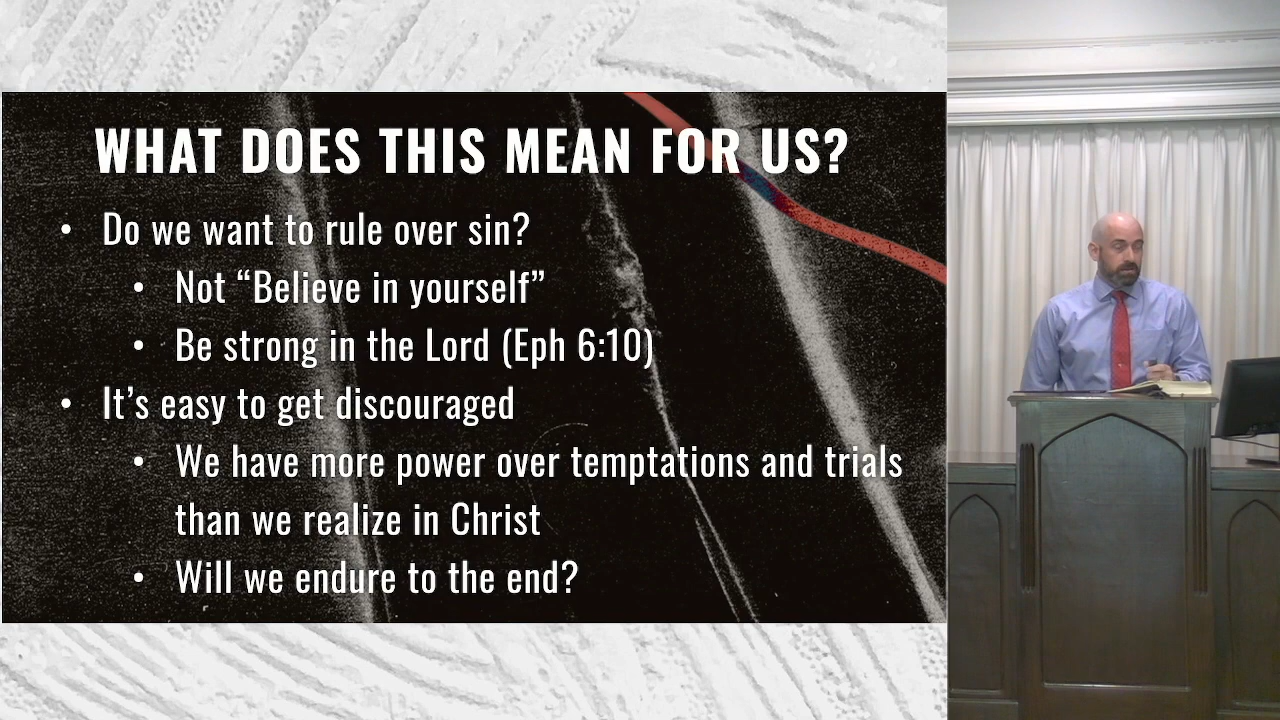 WHAT DOES THIS MEAN FOR US?
• Do we want to rule over sin?
• Not “Believe in yourself”
• Be strong in the Lord (Eph 6:10)
• It’s easy to get discouraged
• We have more power over temptations and trials
than we realize in Christ
• Will we endure to the end?